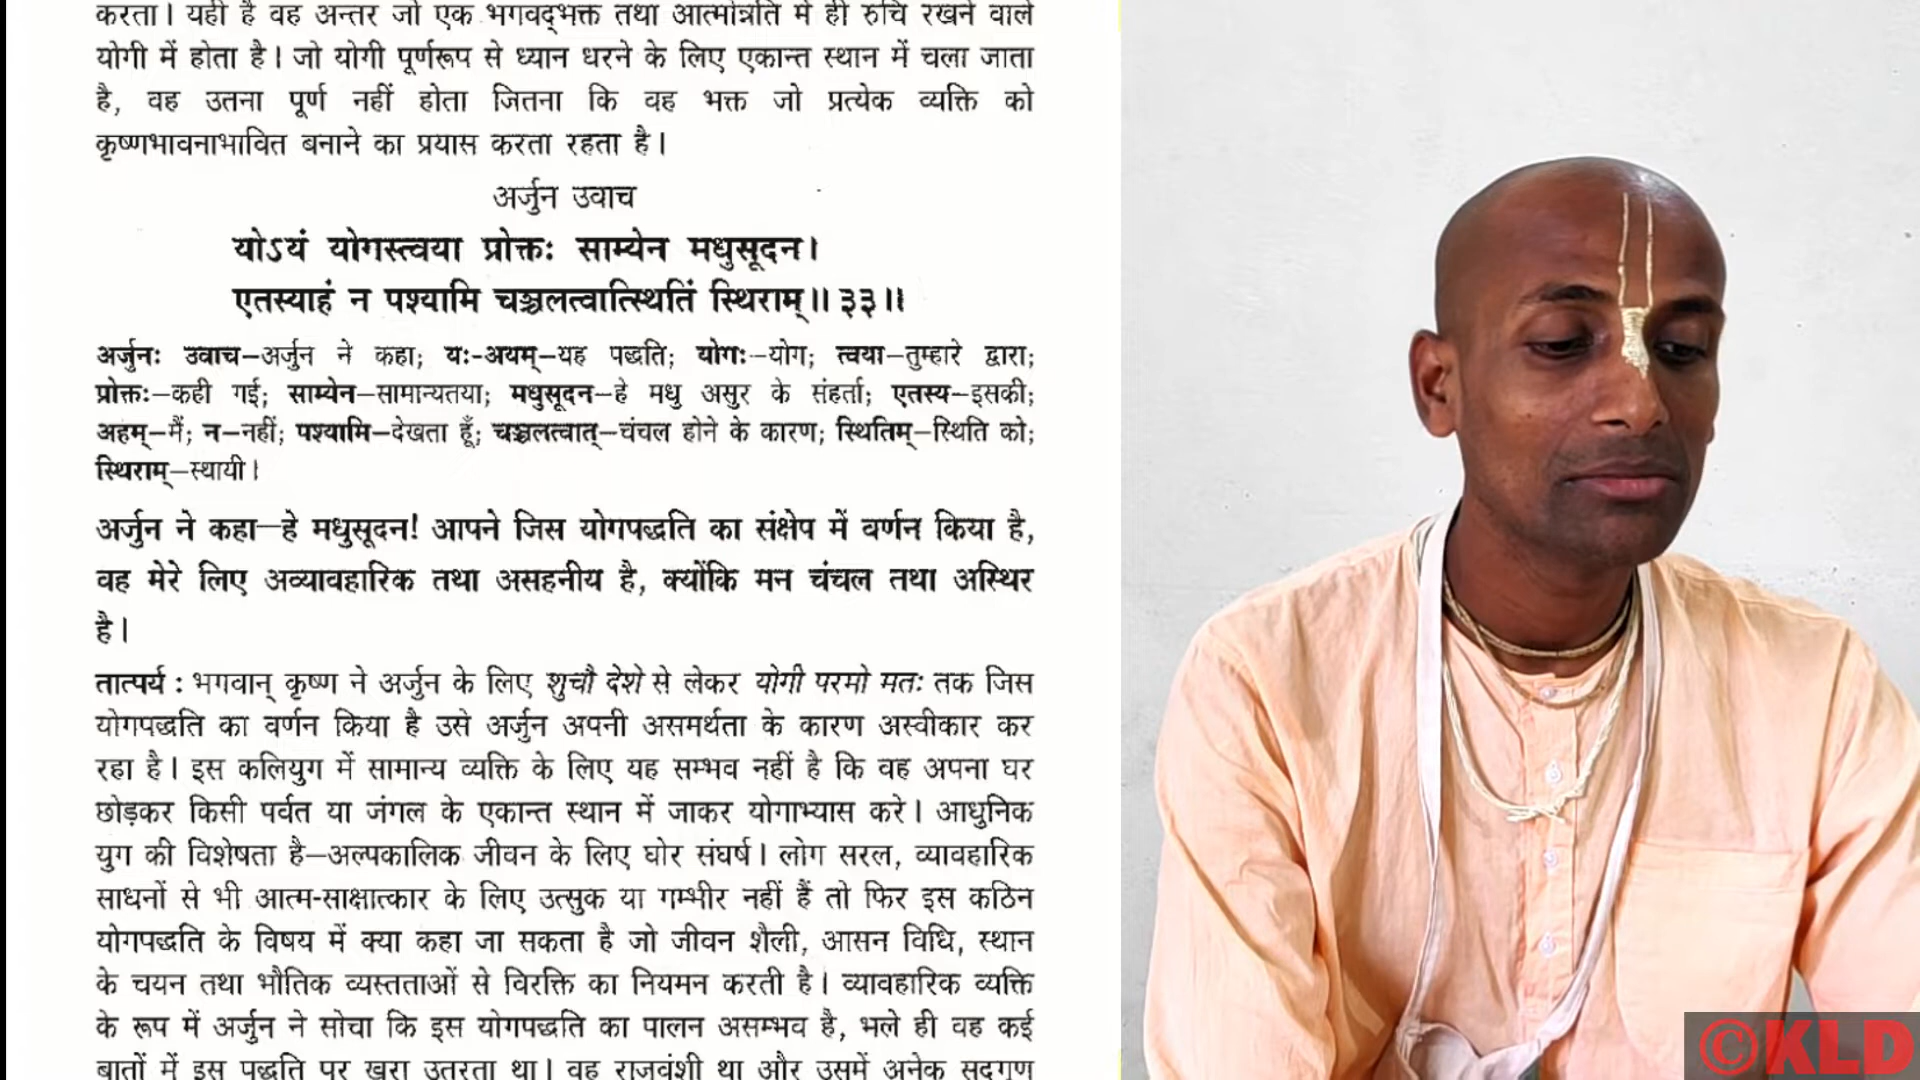 करता। यही है वह अन्तर जो एक भगवद्भक्त तथा आत्मोन्नति में ही रुचि रखने वाले
योगी में होता है। जो योगी पूर्णरूप से ध्यान धरने के लिए एकान्त स्थान में चला जाता
है, वह उतना पूर्ण नहीं होता जितना कि वह भक्त जो प्रत्येक व्यक्ति को
कृष्णभावनाभावित बनाने का प्रयास करता रहता है।
अर्जुन उवाच
योऽयं योगस्त्वया प्रोक्तः साम्येन मधुसूदन।
एतस्याहं न पश्यामि चञ्चलत्वात्स्थितिं स्थिराम्॥३३॥
अर्जुनः उवाच—अर्जुन ने कहा; यः-अयम्—यह पद्धति; योगः—योग; त्वया—तुम्हारे द्वारा;
प्रोक्तः—कही गई; साम्येन—सामान्यतया; मधुसूदन—हे मधु असुर के संहर्ता; एतस्य—इसकी;
अहम्—मैं; न—नहीं; पश्यामि—देखता हूँ; चञ्चलत्वात्—चंचल होने के कारण; स्थितिम्—स्थिति को;
स्थिराम्—स्थायी।
अर्जुन ने कहा—हे मधुसूदन! आपने जिस योगपद्धति का संक्षेप में वर्णन किया है,
वह मेरे लिए अव्यावहारिक तथा असहनीय है, क्योंकि मन चंचल तथा अस्थिर
है।
तात्पर्य : भगवान् कृष्ण ने अर्जुन के लिए शुचौ देशे से लेकर योगी परमो मतः तक जिस
योगपद्धति का वर्णन किया है उसे अर्जुन अपनी असमर्थता के कारण अस्वीकार कर
रहा है। इस कलियुग में सामान्य व्यक्ति के लिए यह सम्भव नहीं है कि वह अपना घर
छोड़कर किसी पर्वत या जंगल के एकान्त स्थान में जाकर योगाभ्यास करे। आधुनिक
युग की विशेषता है—अल्पकालिक जीवन के लिए घोर संघर्ष। लोग सरल, व्यावहारिक
साधनों से भी आत्म-साक्षात्कार के लिए उत्सुक या गम्भीर नहीं हैं तो फिर इस कठिन
योगपद्धति के विषय में क्या कहा जा सकता है जो जीवन शैली, आसन विधि, स्थान
के चयन तथा भौतिक व्यस्तताओं से विरक्ति का नियमन करती है। व्यावहारिक व्यक्ति
के रूप में अर्जुन ने सोचा कि इस योगपद्धति का पालन असम्भव है, भले ही वह कई
बातों में इस पद्धति पर खरा उतरता था। वह राजवंशी था और उसमें अनेक सद्गुण
©KLD